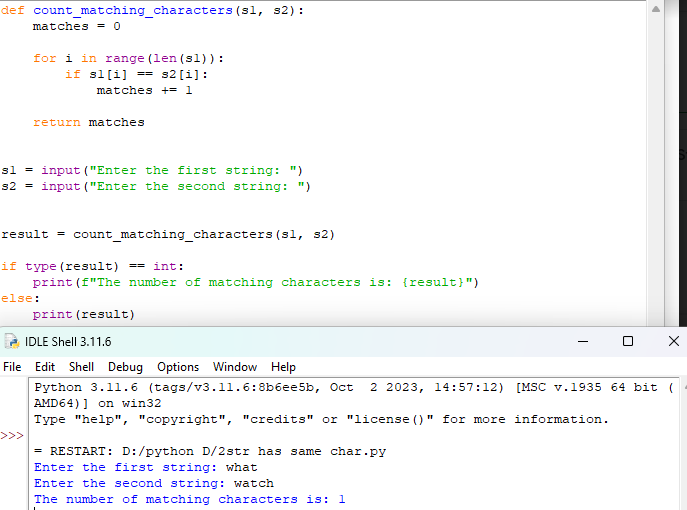 def count_matching_characters(s1, s2):
    matches = 0
    for i in range(len(s1)):
        if s1[i] == s2[i]:
            matches += 1
    return matches
s1 = input("Enter the first string: ")
s2 = input("Enter the second string: ")
result = count_matching_characters(s1, s2)
if type(result) == int:
    print(f"The number of matching characters is: {result}")
else:
    print(result)
IDLE Shell 3.11.6
File Edit Shell Debug Options Window Help
Python 3.11.6 (tags/v3.11.6:8b6ee5b, Oct  2 2023, 14:57:12) [MSC v.1935 64 bit (
AMD64)] on win32
Type "help", "copyright", "credits" or "license()" for more information.
>>>
= RESTART: D:/python D/2str has same char.py
Enter the first string: what
Enter the second string: watch
The number of matching characters is: 1